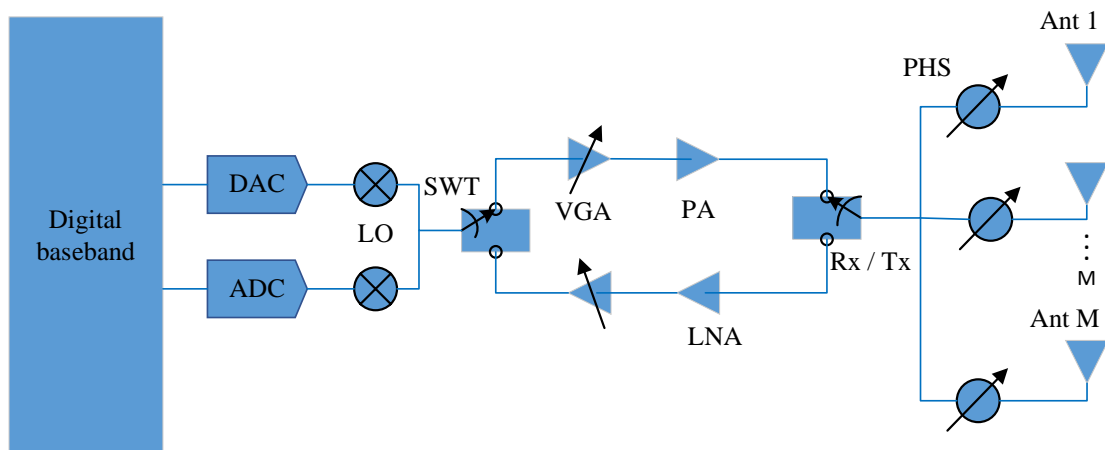 Digital
baseband
DAC
ADC
LO
SWT
VGA
PA
LNA
Rx / Tx
PHS
Ant 1
⋮
M
Ant M